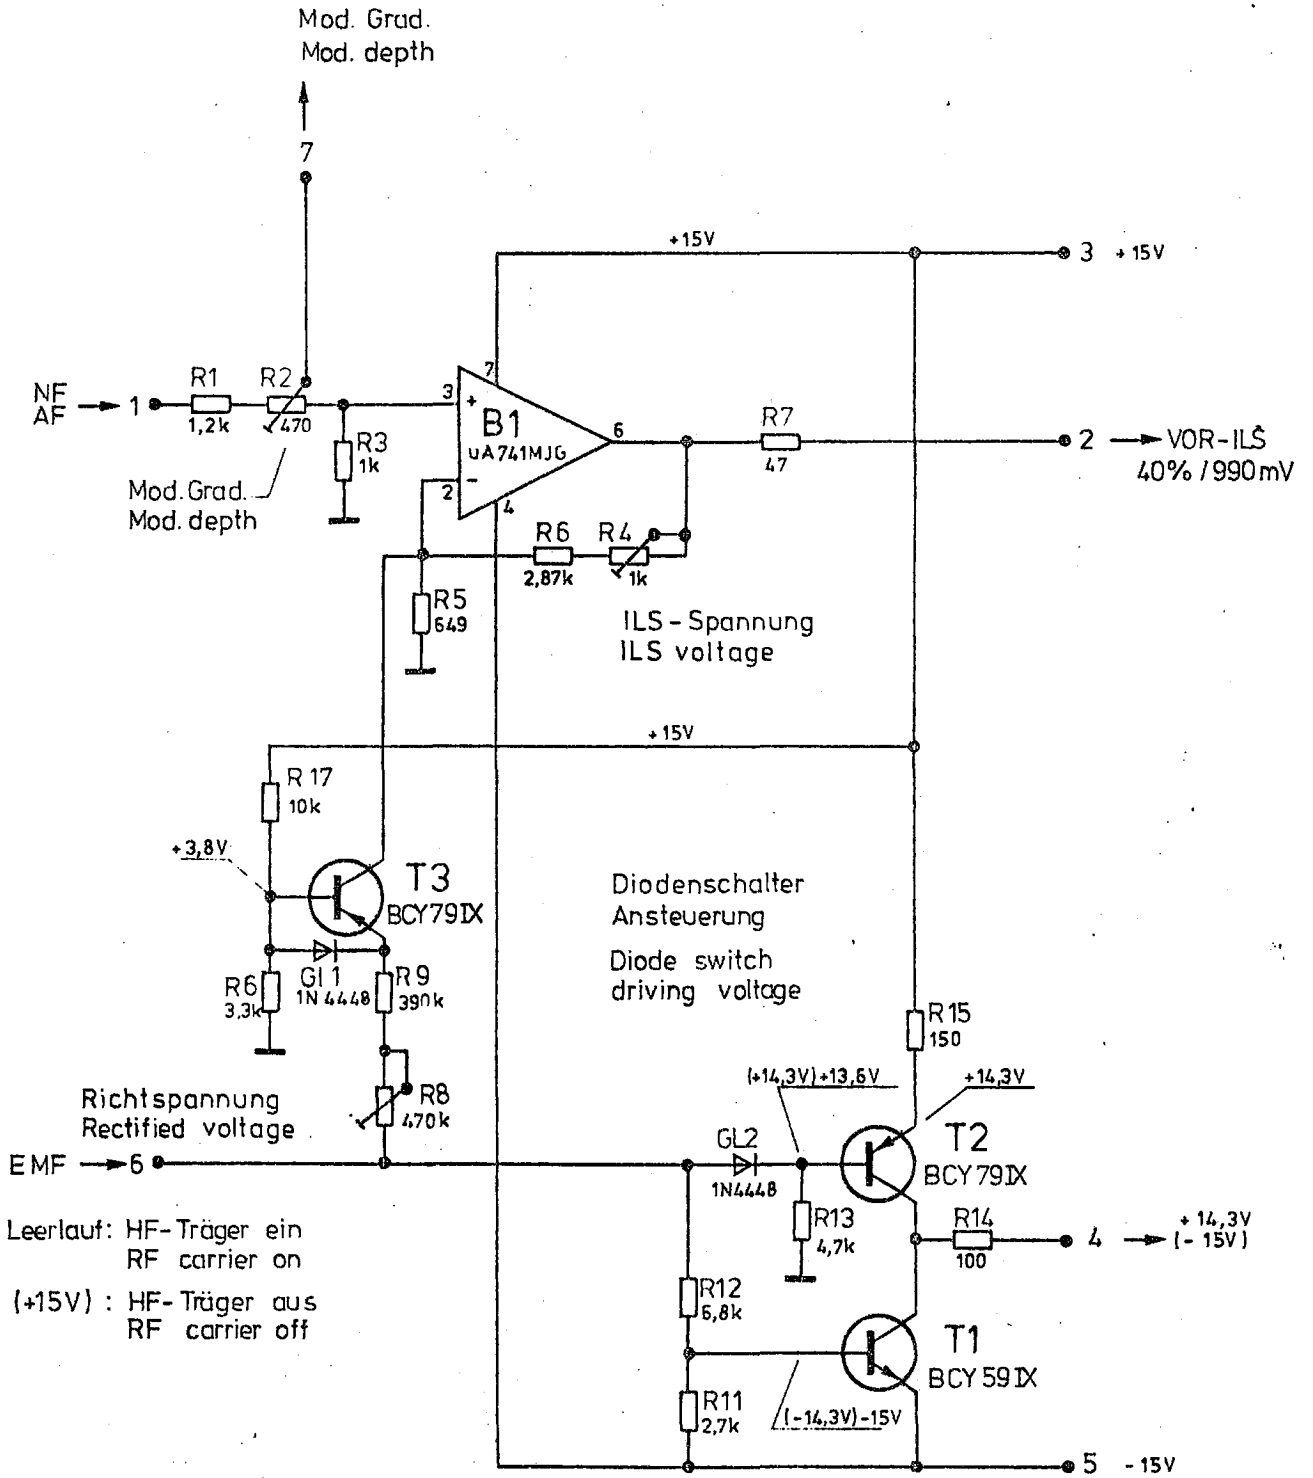 Mod. Grad.
Mod. depth
7
+15V
3 +15V
NF
AF
1
R1
1,2k
R2
470
R3
1k
Mod. Grad.
Mod. depth
7
3
+
B1
uA741MJG
2
-
4
6
R7
47
2
VOR-ILS
40% / 990mV
R6
2,87k
R4
1k
R5
649
ILS-Spannung
ILS voltage
+15V
R17
10k
+3,8V
T3
BCY79IX
Gl1
1N4448
R6
3,3k
R9
390k
R8
470k
Diodenschalter
Ansteuerung
Diode switch
driving voltage
R15
150
(+14,3V)+13,6V
+14,3V
Richtspannung
Rectified voltage
EMF
6
GL2
1N4448
T2
BCY79IX
R13
4,7k
R14
100
4
+14,3V
(-15V)
Leerlauf: HF-Träger ein
RF carrier on
(+15V) : HF-Träger aus
RF carrier off
R12
6,8k
T1
BCY59IX
R11
2,7k
(-14,3V)-15V
5 -15V